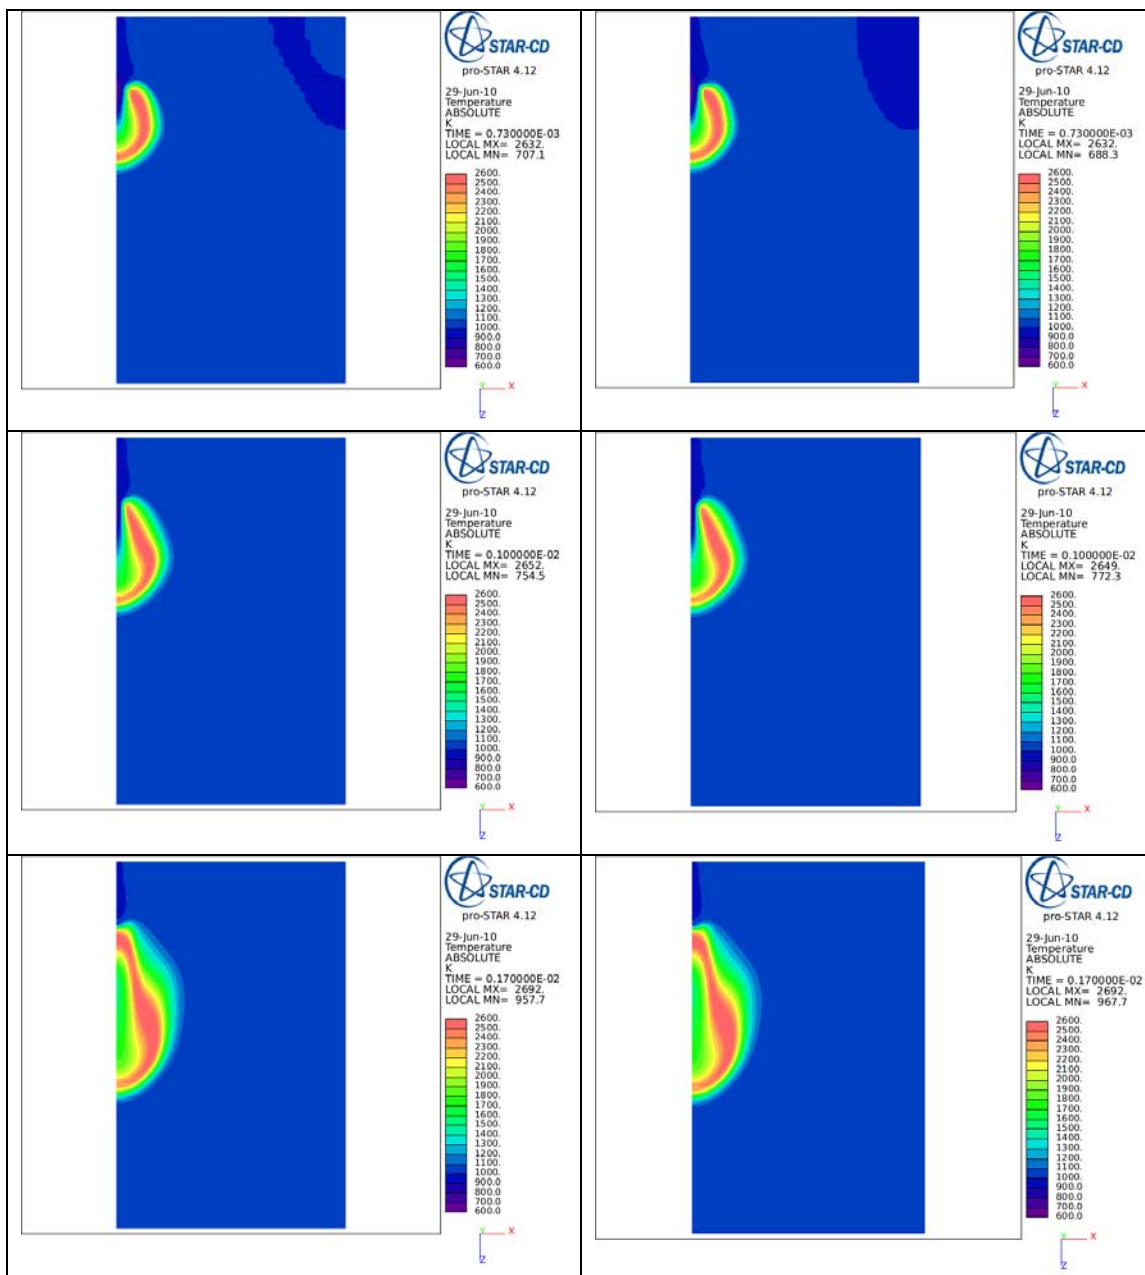 STAR-CD
pro-STAR 4.12
29-Jun-10
Temperature
ABSOLUTE
K
TIME = 0.730000E-03
LOCAL MX= 2632.
LOCAL MN= 707.1
2600.
2500.
2400.
2300.
2200.
2100.
2000.
1900.
1800.
1700.
1600.
1500.
1400.
1300.
1200.
1100.
1000.
900.0
800.0
700.0
600.0
Y X
Z
STAR-CD
pro-STAR 4.12
29-Jun-10
Temperature
ABSOLUTE
K
TIME = 0.730000E-03
LOCAL MX= 2632.
LOCAL MN= 688.3
2600.
2500.
2400.
2300.
2200.
2100.
2000.
1900.
1800.
1700.
1600.
1500.
1400.
1300.
1200.
1100.
1000.
900.0
800.0
700.0
600.0
Y X
Z
STAR-CD
pro-STAR 4.12
29-Jun-10
Temperature
ABSOLUTE
K
TIME = 0.100000E-02
LOCAL MX= 2652.
LOCAL MN= 754.5
2600.
2500.
2400.
2300.
2200.
2100.
2000.
1900.
1800.
1700.
1600.
1500.
1400.
1300.
1200.
1100.
1000.
900.0
800.0
700.0
600.0
Y X
Z
STAR-CD
pro-STAR 4.12
29-Jun-10
Temperature
ABSOLUTE
K
TIME = 0.100000E-02
LOCAL MX= 2649.
LOCAL MN= 772.3
2600.
2500.
2400.
2300.
2200.
2100.
2000.
1900.
1800.
1700.
1600.
1500.
1400.
1300.
1200.
1100.
1000.
900.0
800.0
700.0
600.0
Y X
Z
STAR-CD
pro-STAR 4.12
29-Jun-10
Temperature
ABSOLUTE
K
TIME = 0.170000E-02
LOCAL MX= 2692.
LOCAL MN= 957.7
2600.
2500.
2400.
2300.
2200.
2100.
2000.
1900.
1800.
1700.
1600.
1500.
1400.
1300.
1200.
1100.
1000.
900.0
800.0
700.0
600.0
Y X
Z
STAR-CD
pro-STAR 4.12
29-Jun-10
Temperature
ABSOLUTE
K
TIME = 0.170000E-02
LOCAL MX= 2692.
LOCAL MN= 967.7
2600.
2500.
2400.
2300.
2200.
2100.
2000.
1900.
1800.
1700.
1600.
1500.
1400.
1300.
1200.
1100.
1000.
900.0
800.0
700.0
600.0
Y X
Z